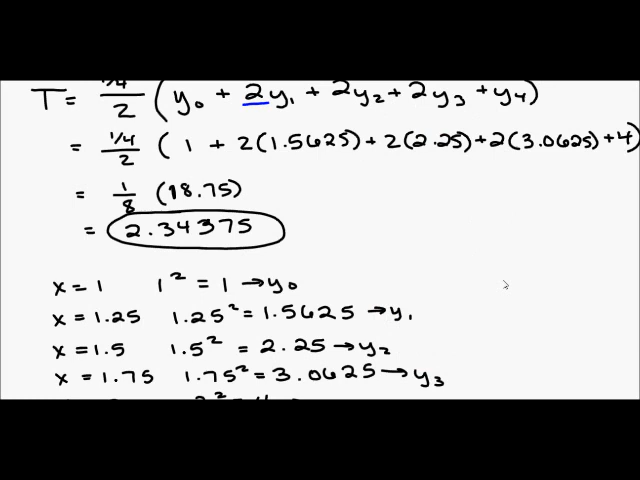 T = 1/4/2 (y₀ + 2y₁ + 2y₂ + 2y₃ + y₄)
= 1/4/2 (1 + 2(1.5625) + 2(2.25) + 2(3.0625) + 4)
= 1/8 (18.75)
= 2.34375
x = 1 1² = 1 → y₀
x = 1.25 1.25² = 1.5625 → y₁
x = 1.5 1.5² = 2.25 → y₂
x = 1.75 1.75² = 3.0625 → y₃
2² = 4